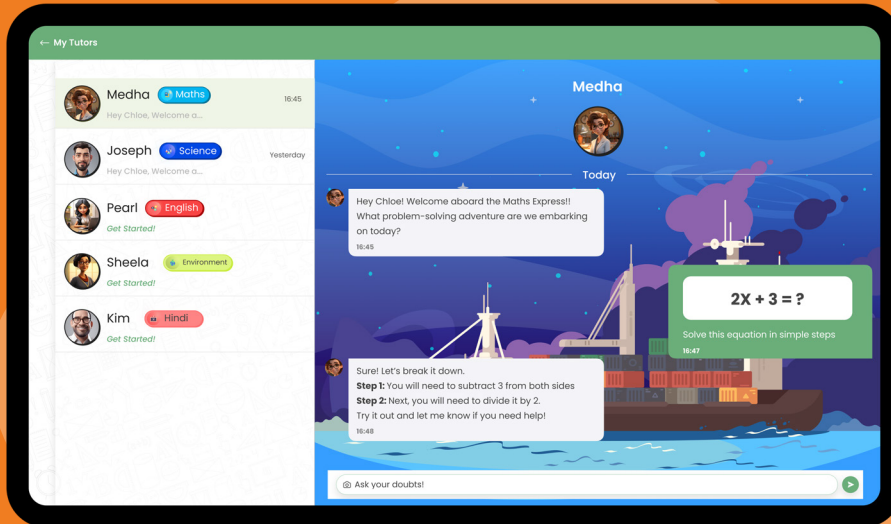 ← My Tutors
Medha
Maths
16:45
Hey Chloe, Welcome a...
Joseph
Science
Yesterday
Hey Chloe, Welcome a...
Pearl
English
Get Started!
Sheela
Environment
Get Started!
Kim
Hindi
Get Started!
Medha
Today
Hey Chloe! Welcome aboard the Maths Express!!
What problem-solving adventure are we embarking
on today?
16:45
2X + 3 = ?
Solve this equation in simple steps
16:47
Sure! Let's break it down.
Step 1: You will need to subtract 3 from both sides
Step 2: Next, you will need to divide it by 2.
Try it out and let me know if you need help!
16:48
Ask your doubts!